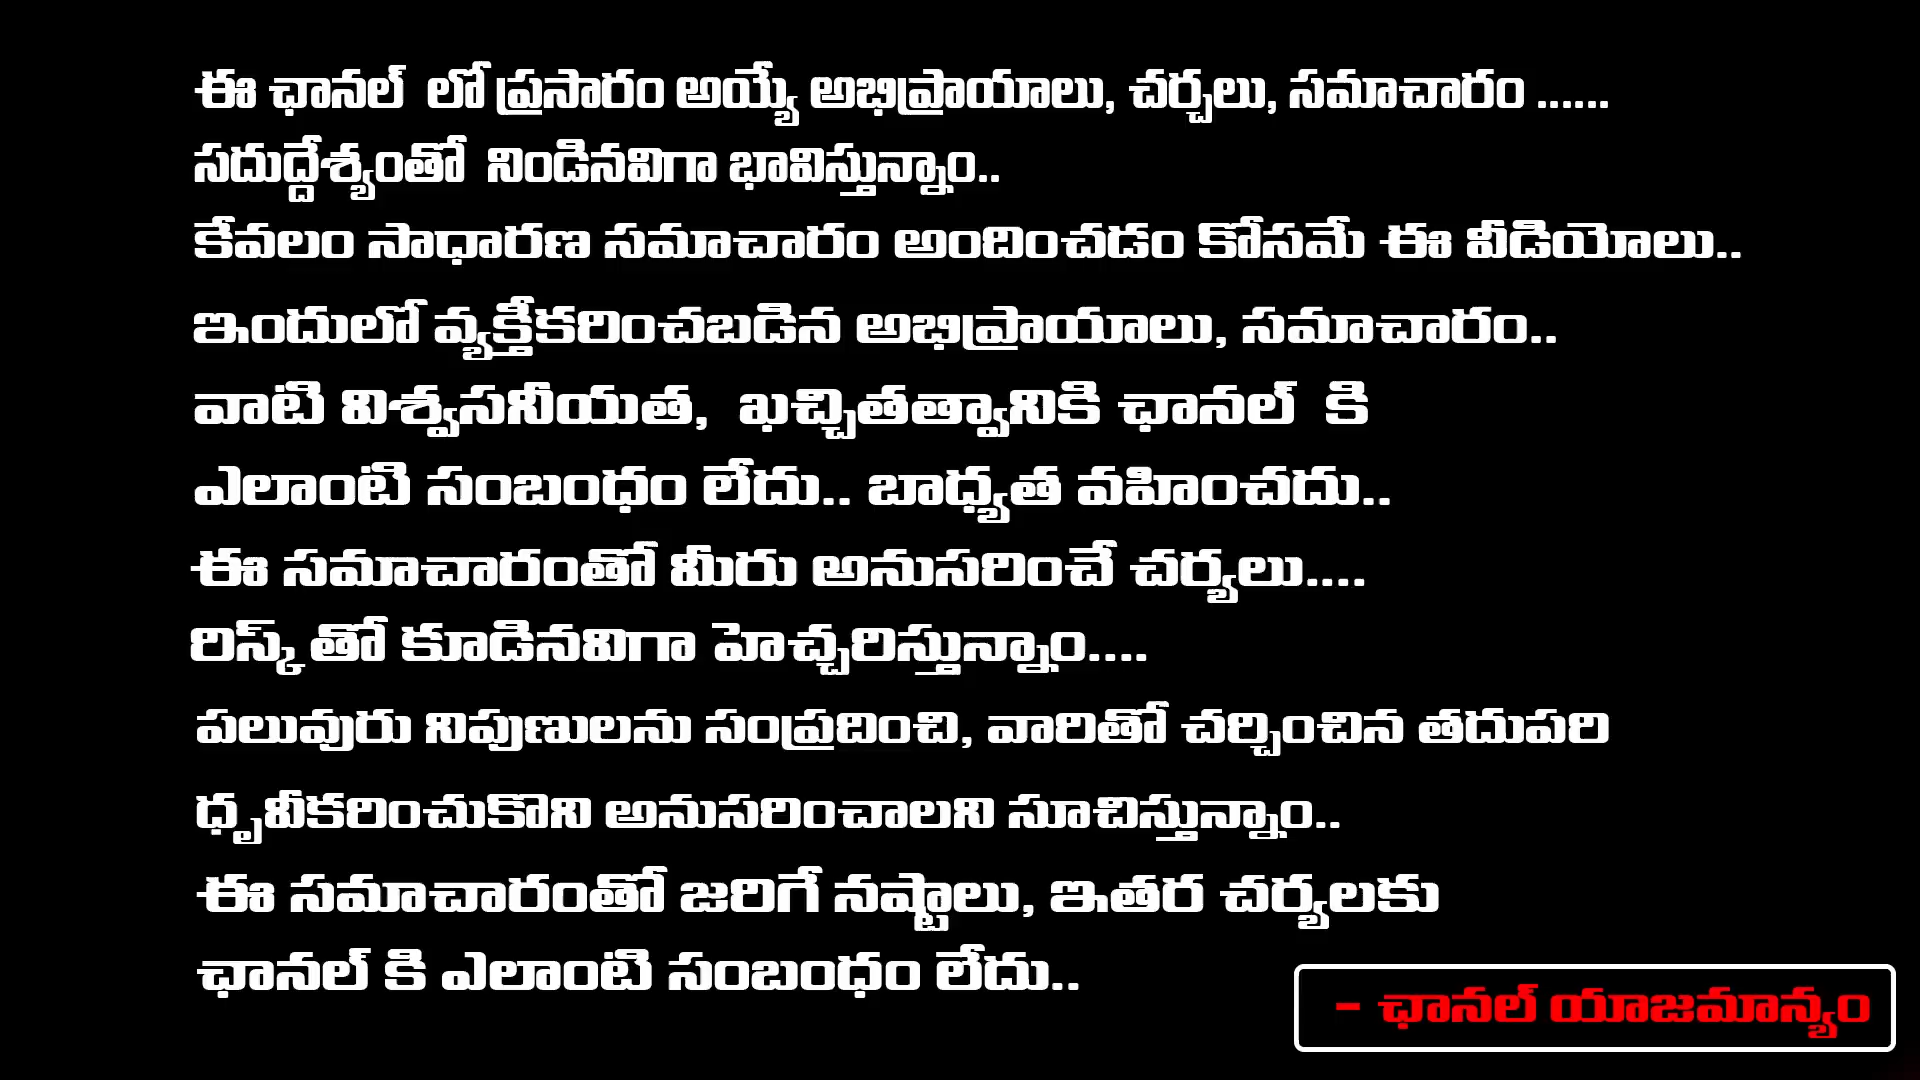 ఈ ఛానల్ లో ప్రసారం అయ్యే అభిప్రాయాలు, చర్చలు, సమాచారం ......
సదుద్దేశ్యంతో నిండినవిగా భావిస్తున్నాం..
కేవలం సాధారణ సమాచారం అందించడం కోసమే ఈ వీడియోలు..
ఇందులో వ్యక్తీకరించబడిన అభిప్రాయాలు, సమాచారం..
వాటి విశ్వసనీయత, ఖచ్చితత్వానికి ఛానల్ కి
ఎలాంటి సంబంధం లేదు.. బాధ్యత వహించదు..
ఈ సమాచారంతో మీరు అనుసరించే చర్యలు....
రిస్క్ తో కూడినవిగా హెచ్చరిస్తున్నాం....
పలువురు నిపుణులను సంప్రదించి, వారితో చర్చించిన తదుపరి
ధృవీకరించుకొని అనుసరించాలని సూచిస్తున్నాం..
ఈ సమాచారంతో జరిగే నష్టాలు, ఇతర చర్యలకు
ఛానల్ కి ఎలాంటి సంబంధం లేదు..
- ఛానల్ యాజమాన్యం